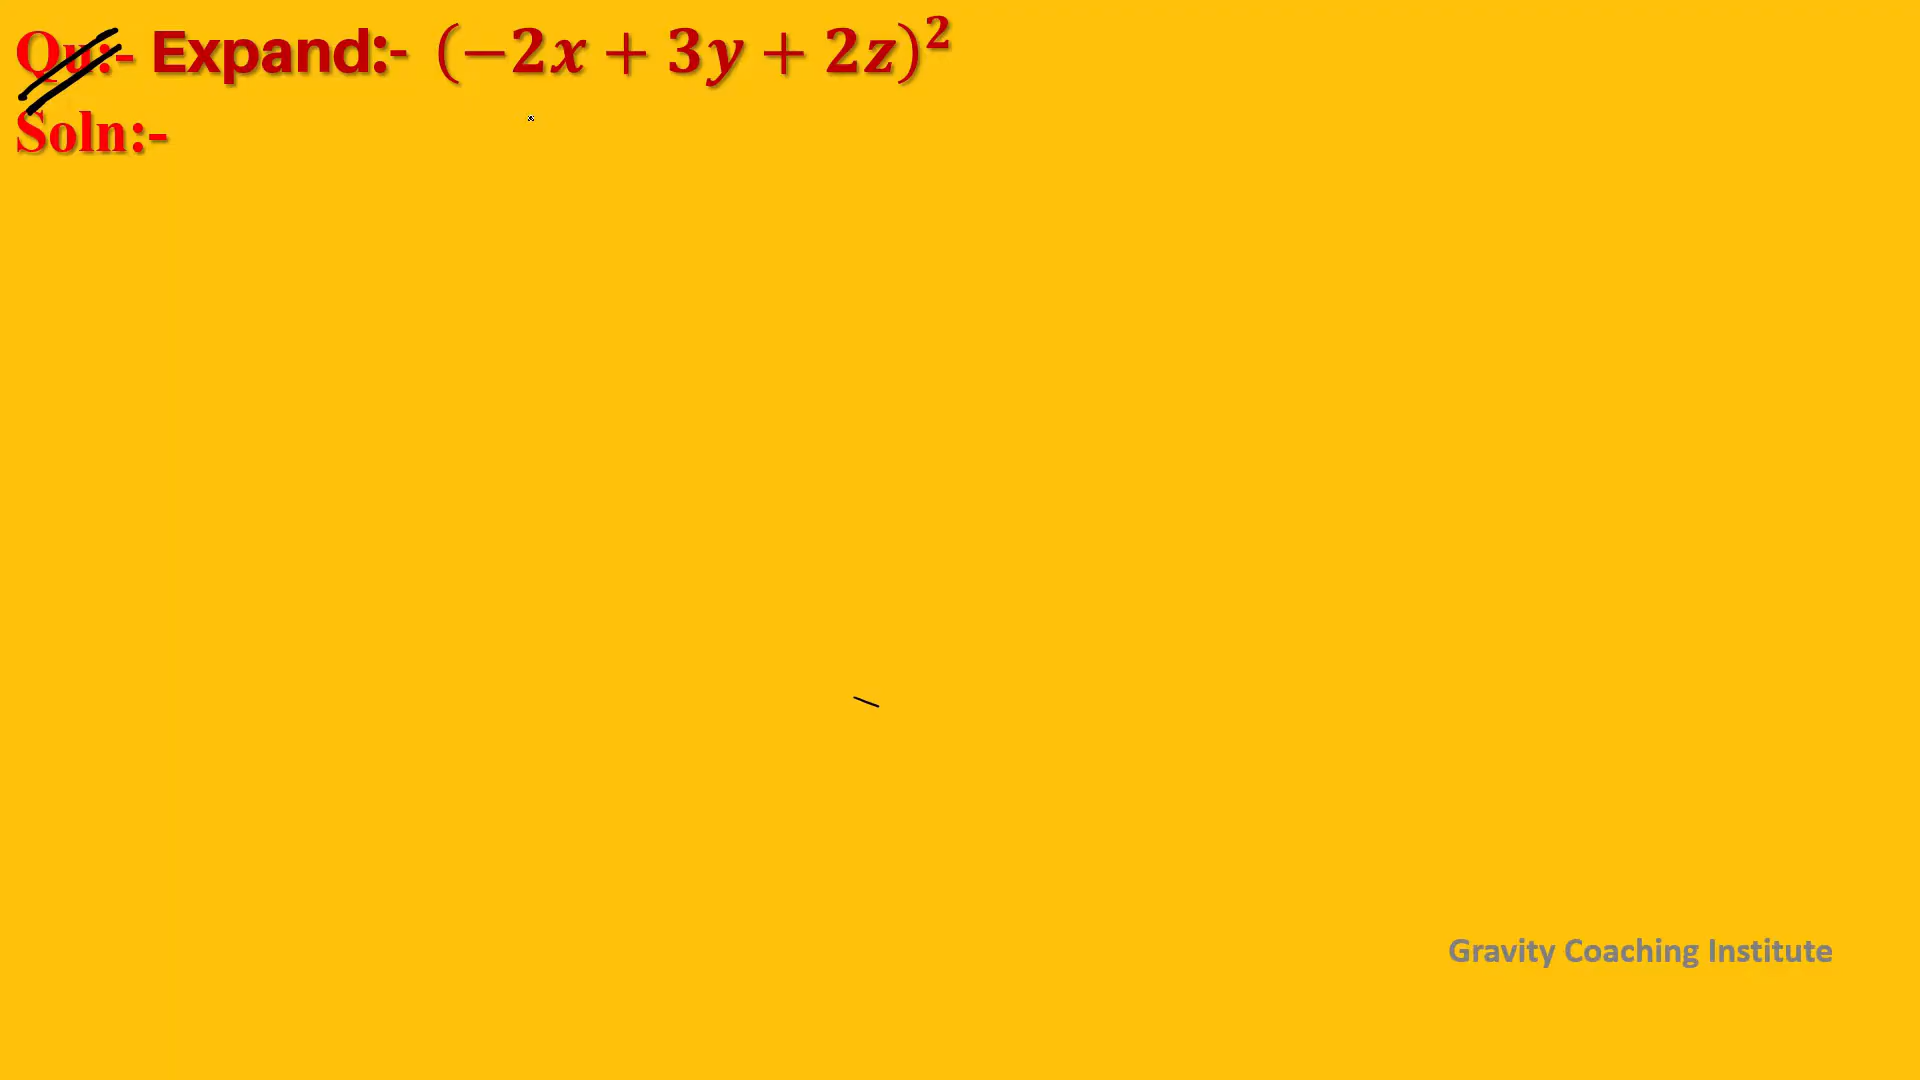 Qu:- Expand:- (−2x + 3y + 2z)²
Soln:-
Gravity Coaching Institute